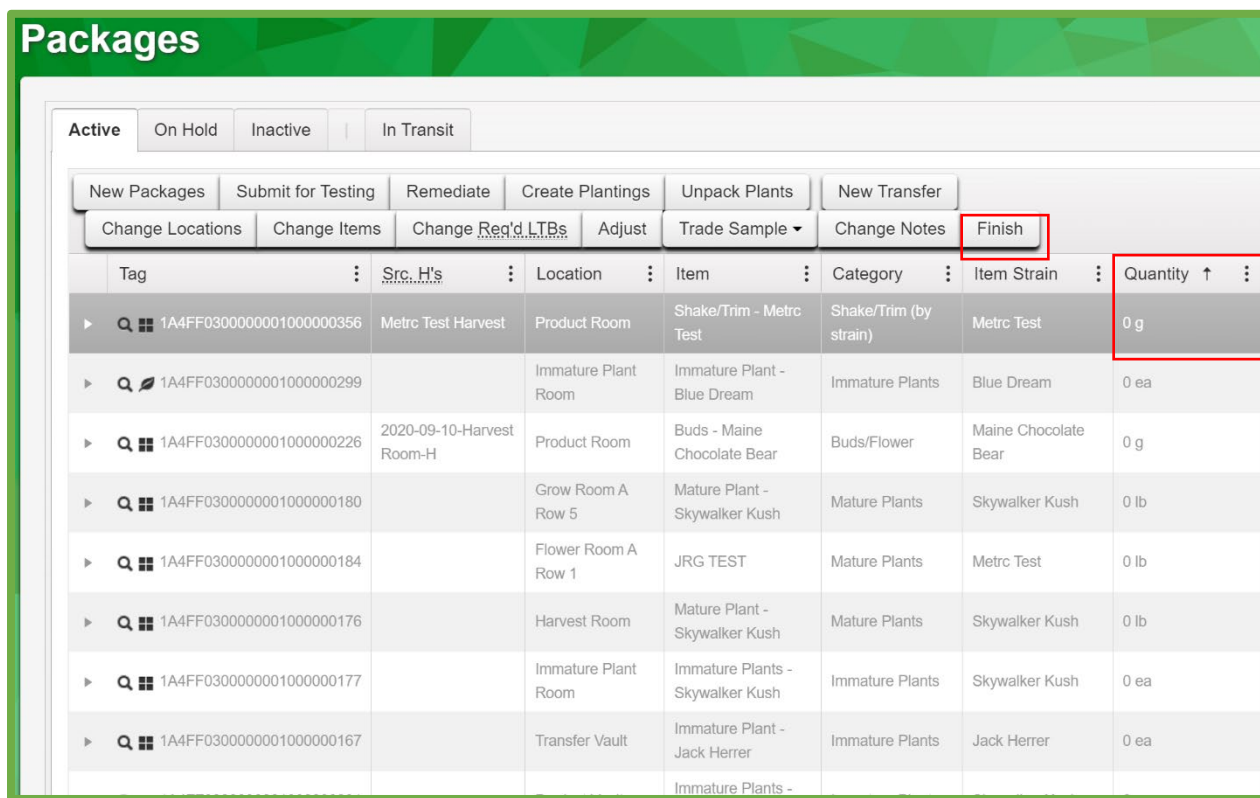 Packages
Active On Hold Inactive | In Transit
New Packages Submit for Testing Remediate Create Plantings Unpack Plants New Transfer
Change Locations Change Items Change Req'd LTBs Adjust Trade Sample Change Notes Finish
Tag Src. H's Location Item Category Item Strain Quantity ↑
1A4FF0300000001000000356 Metrc Test Harvest Product Room Shake/Trim - Metrc Test Shake/Trim (by strain) Metrc Test 0 g
1A4FF0300000001000000299 Immature Plant Room Immature Plant - Blue Dream Immature Plants Blue Dream 0 ea
1A4FF0300000001000000226 2020-09-10-Harvest Room-H Product Room Buds - Maine Chocolate Bear Buds/Flower Maine Chocolate Bear 0 g
1A4FF0300000001000000180 Grow Room A Row 5 Mature Plant - Skywalker Kush Mature Plants Skywalker Kush 0 lb
1A4FF0300000001000000184 Flower Room A Row 1 JRG TEST Mature Plants Metrc Test 0 lb
1A4FF0300000001000000176 Harvest Room Mature Plant - Skywalker Kush Mature Plants Skywalker Kush 0 lb
1A4FF0300000001000000177 Immature Plant Room Immature Plants - Skywalker Kush Immature Plants Skywalker Kush 0 ea
1A4FF0300000001000000167 Transfer Vault Immature Plant - Jack Herrer Immature Plants Jack Herrer 0 ea
Immature Plants -